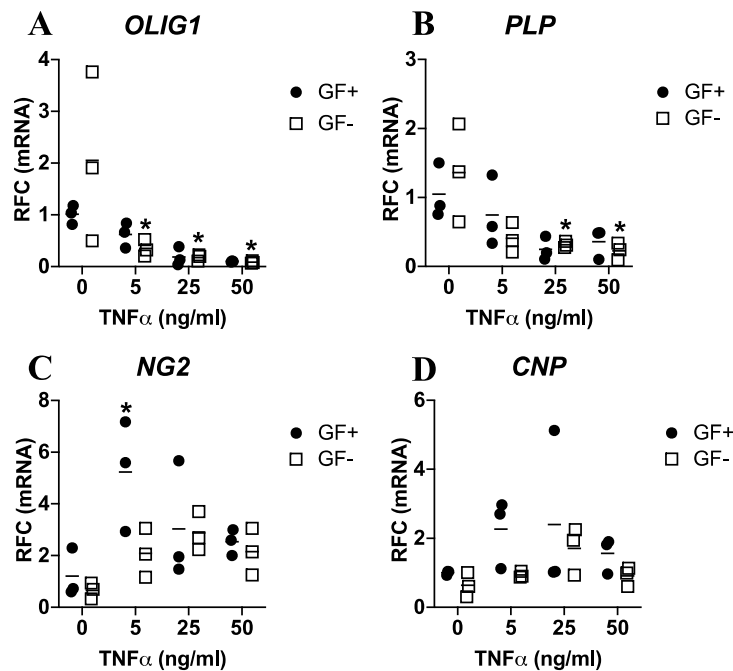 A OLIG1
RFC (mRNA)
4
3
2
1
0
*
*
*
0 5 25 50
TNFα (ng/ml)
GF+
GF-
B PLP
RFC (mRNA)
3
2
1
0
*
*
0 5 25 50
TNFα (ng/ml)
GF+
GF-
C NG2
RFC (mRNA)
8
6
4
2
0
*
0 5 25 50
TNFα (ng/ml)
GF+
GF-
D CNP
RFC (mRNA)
6
4
2
0
0 5 25 50
TNFα (ng/ml)
GF+
GF-